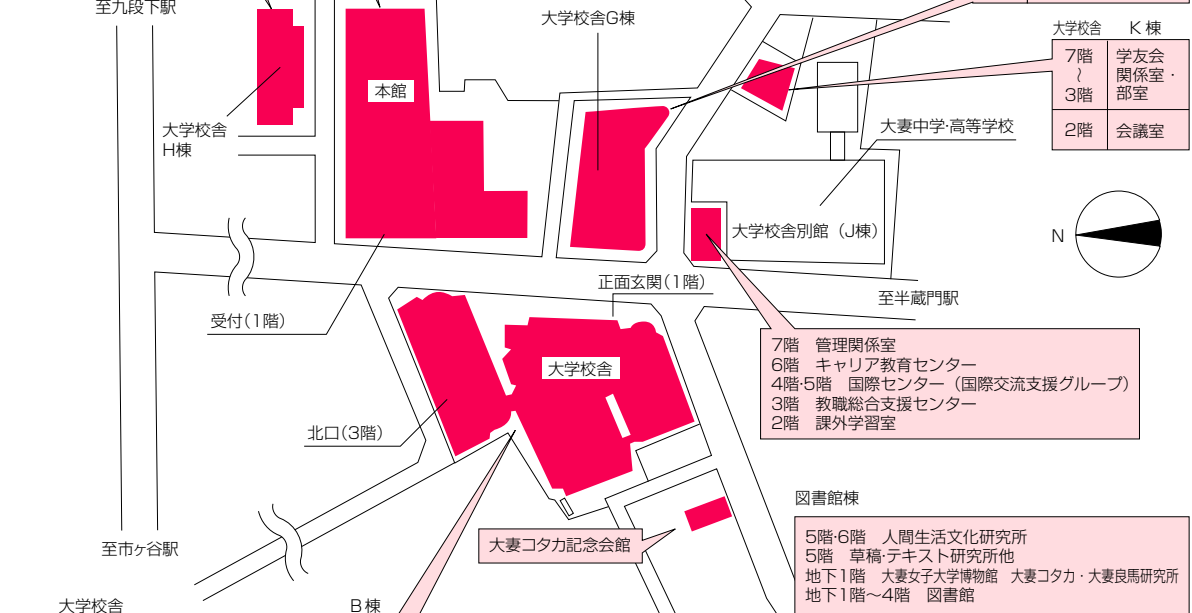 至九段下駅
大学校舎G棟
大学校舎 K棟
7階
〜
3階
学友会
関係室・
部室
2階 会議室
本館
大学校舎
H棟
大妻中学・高等学校
大学校舎別館（J棟）
N
正面玄関（1階）
至半蔵門駅
受付（1階）
7階 管理関係室
6階 キャリア教育センター
4階・5階 国際センター（国際交流支援グループ）
3階 教職総合支援センター
2階 課外学習室
大学校舎
北口（3階）
図書館棟
5階・6階 人間生活文化研究所
5階 草稿・テキスト研究所他
地下1階 大妻女子大学博物館 大妻コタカ・大妻良馬研究所
地下1階〜4階 図書館
大妻コタカ記念会館
至市ヶ谷駅
大学校舎
B棟